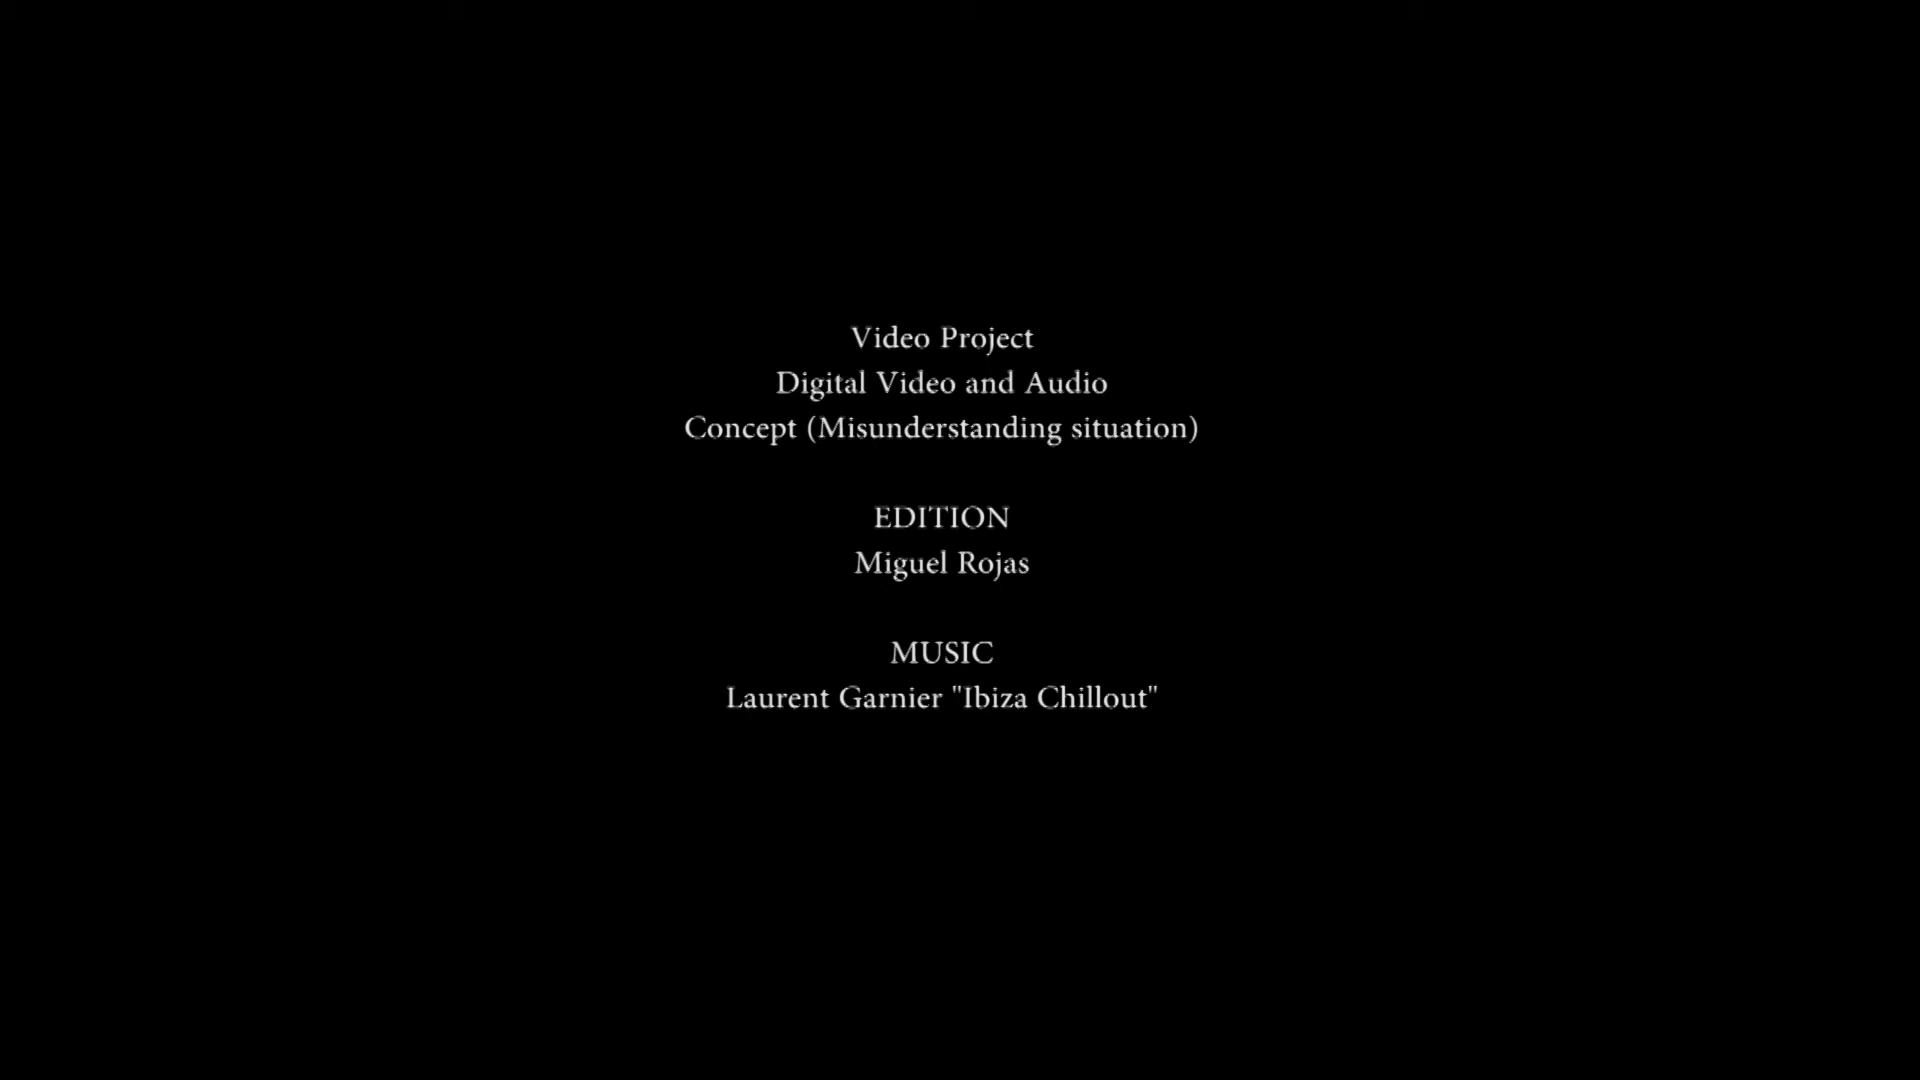 Video Project
Digital Video and Audio
Concept (Misunderstanding situation)
EDITION
Miguel Rojas
MUSIC
Laurent Garnier "Ibiza Chillout"